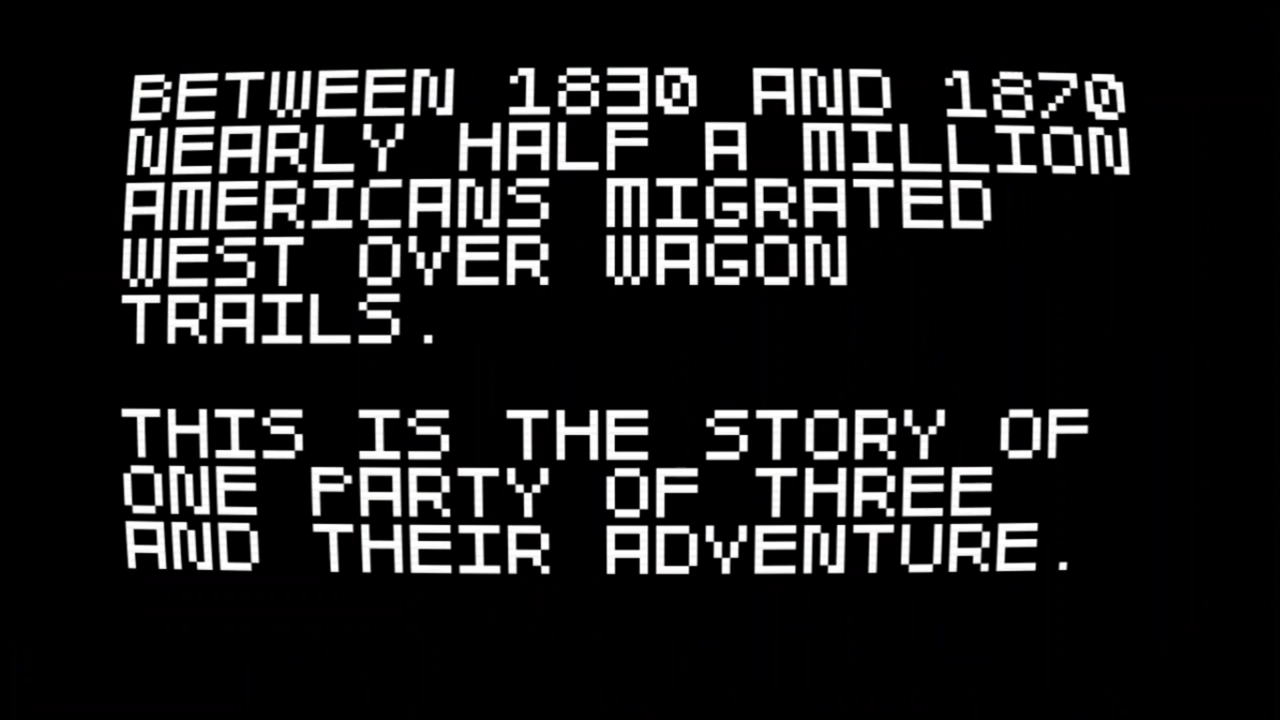 BETWEEN 1830 AND 1870
NEARLY HALF A MILLION
AMERICANS MIGRATED
WEST OVER WAGON
TRAILS.
THIS IS THE STORY OF
ONE PARTY OF THREE
AND THEIR ADVENTURE.